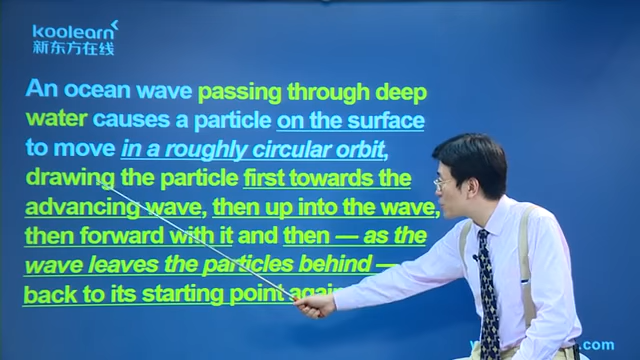 koolearn
新东方在线
An ocean wave passing through deep
water causes a particle on the surface
to move in a roughly circular orbit,
drawing the particle first towards the
advancing wave, then up into the wave,
then forward with it and then — as the
wave leaves the particles behind —
back to its starting point
.com